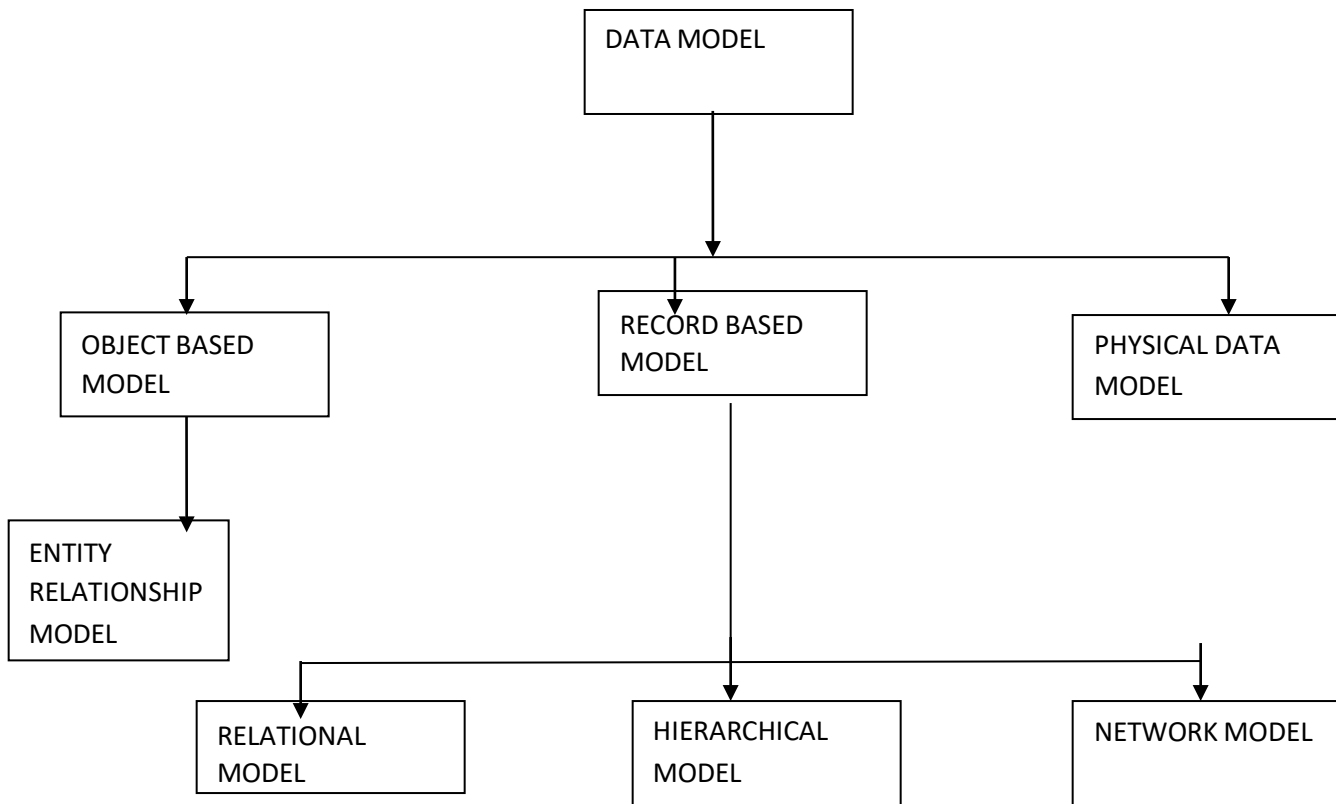 DATA MODEL
OBJECT BASED
MODEL
RECORD BASED
MODEL
PHYSICAL DATA
MODEL
ENTITY
RELATIONSHIP
MODEL
RELATIONAL
MODEL
HIERARCHICAL
MODEL
NETWORK MODEL